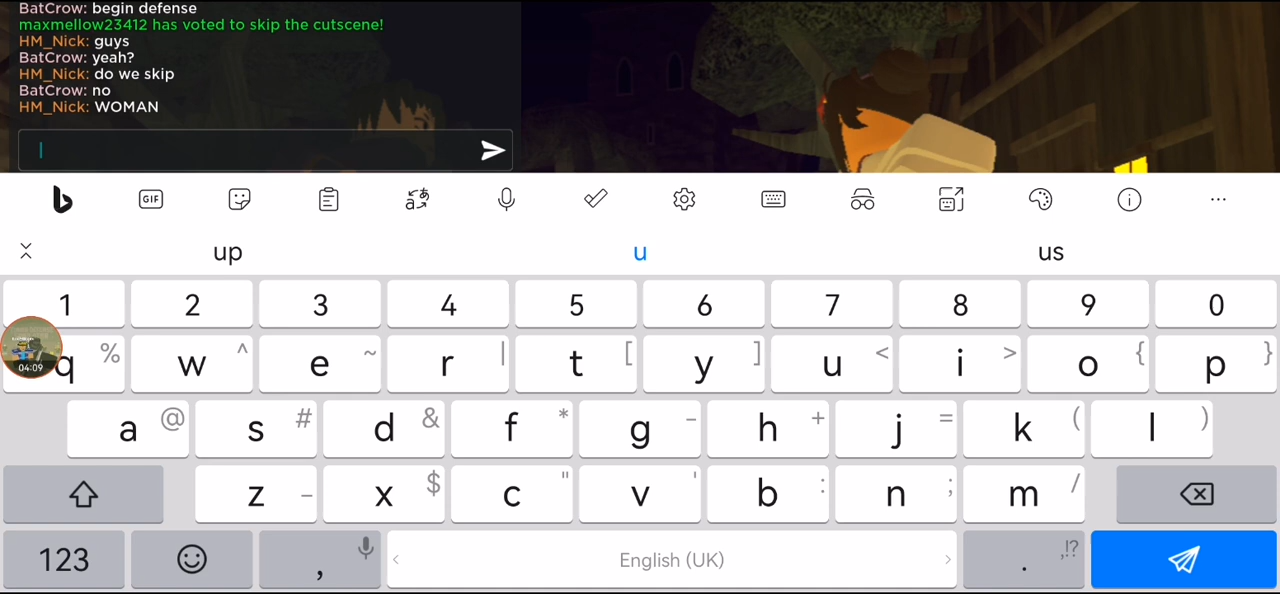 BatCrow: begin defense
maxmellow23412 has voted to skip the cutscene!
HM_Nick: guys
BatCrow: yeah?
HM_Nick: do we skip
BatCrow: no
HM_Nick: WOMAN
GIF
up u us
1 2 3 4 5 6 7 8 9 0
q % w ^ e ~ r | t [ y ] u < i > o { p }
04:09
a @ s # d & f * g - h + j = k ( l )
z _ x $ c " v ' b : n ; m /
123 , English (UK) . ,!?